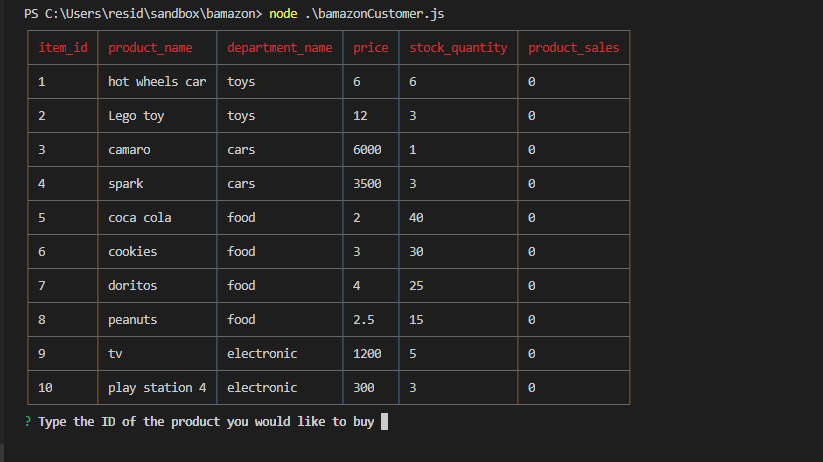 PS C:\Users\resid\sandbox\bamazon> node .\bamazonCustomer.js
item_id product_name department_name price stock_quantity product_sales
1 hot wheels car toys 6 6 0
2 Lego toy toys 12 3 0
3 camaro cars 6000 1 0
4 spark cars 3500 3 0
5 coca cola food 2 40 0
6 cookies food 3 30 0
7 doritos food 4 25 0
8 peanuts food 2.5 15 0
9 tv electronic 1200 5 0
10 play station 4 electronic 300 3 0
? Type the ID of the product you would like to buy